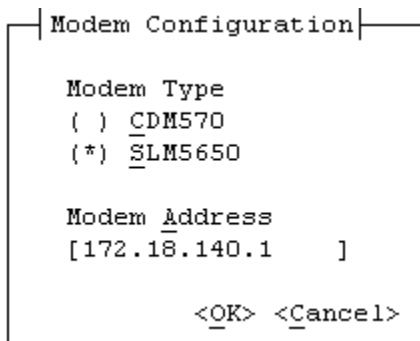 Modem Configuration
Modem Type
( ) CDM570
(*) SLM5650
Modem Address
[172.18.140.1     ]
<OK> <Cancel>